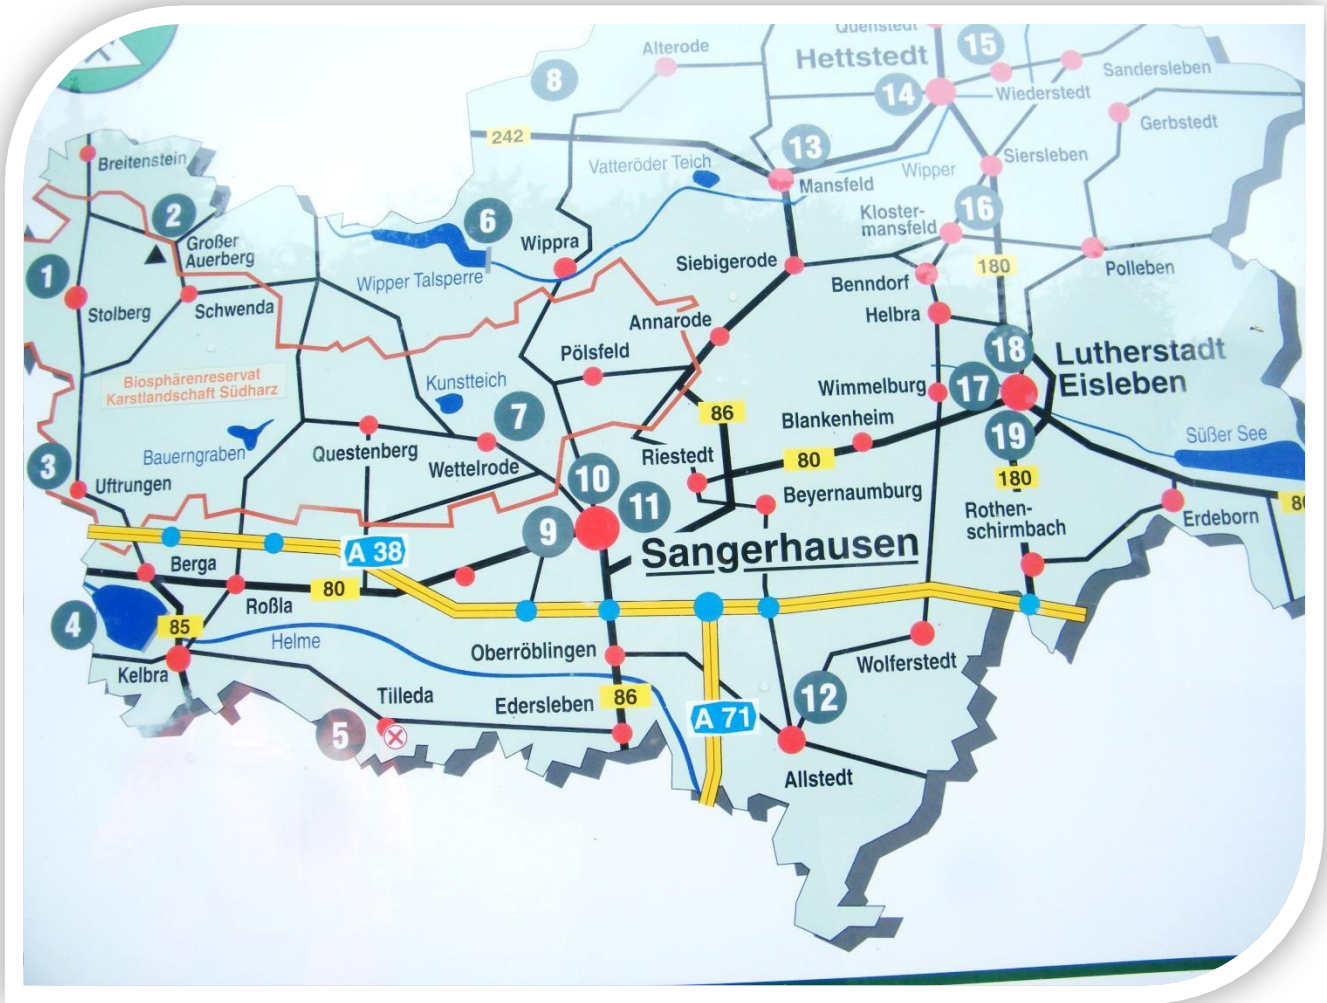 Quenstedt
Hettstedt
15
Alterode
Sandersleben
8
14
Wiederstedt
Gerbstedt
242
13
Siersleben
Breitenstein
Vatteröder Teich
Wipper
Mansfeld
2
6
Kloster-
mansfeld
16
Großer
Auerberg
Wippra
180
Siebigerode
Polleben
1
Wipper Talsperre
Benndorf
Stolberg
Schwenda
Annarode
Helbra
Pölsfeld
18
Lutherstadt
Eisleben
Biosphärenreservat
Karstlandschaft Südharz
Kunstteich
Wimmelburg
17
7
86
Blankenheim
Bauerngraben
19
Süßer See
3
Questenberg
Wettelrode
Riestedt
80
10
180
Uftrungen
11
Beyernaumburg
80
Rothen-
schirmbach
Erdeborn
9
A 38
Sangerhausen
Berga
80
Roßla
4
85
Helme
Oberröblingen
Kelbra
Wolferstedt
Tilleda
Edersleben
86
12
5
A 71
Allstedt